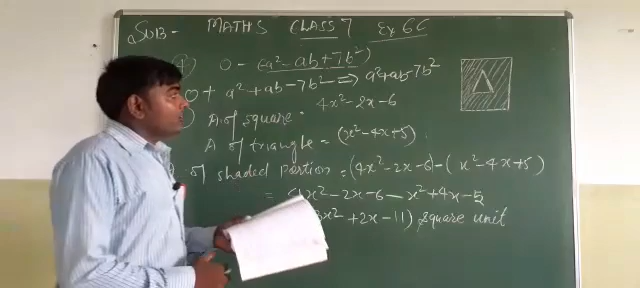 SUB- MATHS CLASS 7 Ex 6C
0 - (a²-ab+7b²)
0 + a²+ab-7b² ⇒ a²+ab-7b²
A. of square = 4x²-2x-6
A of triangle = (x²-4x+5)
of shaded portion = (4x²-2x-6)-(x²-4x+5)
= 4x²-2x-6-x²+4x-5
3x²+2x-11) square unit